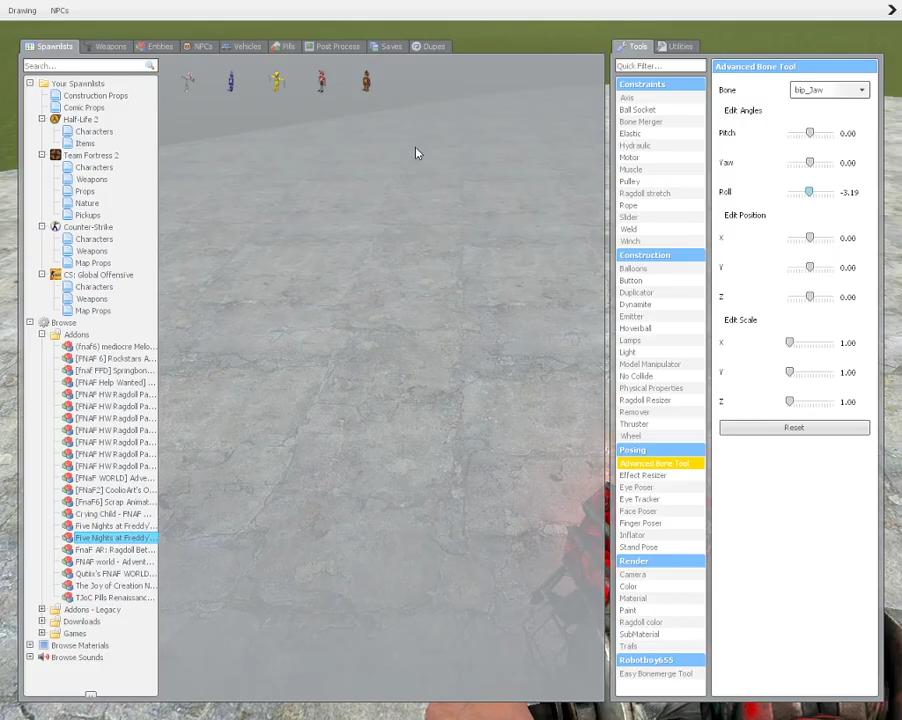 Drawing NPCs
Spawnlists Weapons Entities NPCs Vehicles Pills Post Process Saves Dupes
Search...
Your Spawnlists
Construction Props
Comic Props
Half-Life 2
Characters
Items
Team Fortress 2
Characters
Weapons
Props
Nature
Pickups
Counter-Strike
Characters
Weapons
Map Props
CS: Global Offensive
Characters
Weapons
Map Props
Browse
Addons
(fnaf6) mediocre Melo...
[FNAF 6] Rockstars A...
[fnaf FFD] Springbon...
[FNAF Help Wanted] ...
[FNAF HW Ragdoll Pa...
[FNAF HW Ragdoll Pa...
[FNAF HW Ragdoll Pa...
[FNAF HW Ragdoll Pa...
[FNAF HW Ragdoll Pa...
[FNAF HW Ragdoll Pa...
[FNAF HW Ragdoll Pa...
[FNaF WORLD] Adve...
[FNAF2] CoolioArt's O...
[FnaF6] Scrap Animat...
Crying Child - FNAF ...
Five Nights at Freddy'...
Five Nights at Freddy'...
FnaF AR: Ragdoll Bet...
FNAF world - Advent...
Qutiix's FNAF WORLD...
The Joy of Creation N...
TJoC Pills Renaissanc...
Addons - Legacy
Downloads
Games
Browse Materials
Browse Sounds
Tools Utilities
Quick Filter...
Constraints
Axis
Ball Socket
Bone Merger
Elastic
Hydraulic
Motor
Muscle
Pulley
Ragdoll stretch
Rope
Slider
Weld
Winch
Construction
Balloons
Button
Duplicator
Dynamite
Emitter
Hoverball
Lamps
Light
Model Manipulator
No Collide
Physical Properties
Ragdoll Resizer
Remover
Thruster
Wheel
Posing
Advanced Bone Tool
Effect Resizer
Eye Poser
Eye Tracker
Face Poser
Finger Poser
Inflator
Stand Pose
Render
Camera
Color
Material
Paint
Ragdoll color
SubMaterial
Trails
Robotboy655
Easy Bonemerge Tool
Advanced Bone Tool
Bone bip_Jaw
Edit Angles
Pitch 0.00
Yaw 0.00
Roll -3.19
Edit Position
X 0.00
Y 0.00
Z 0.00
Edit Scale
X 1.00
Y 1.00
Z 1.00
Reset